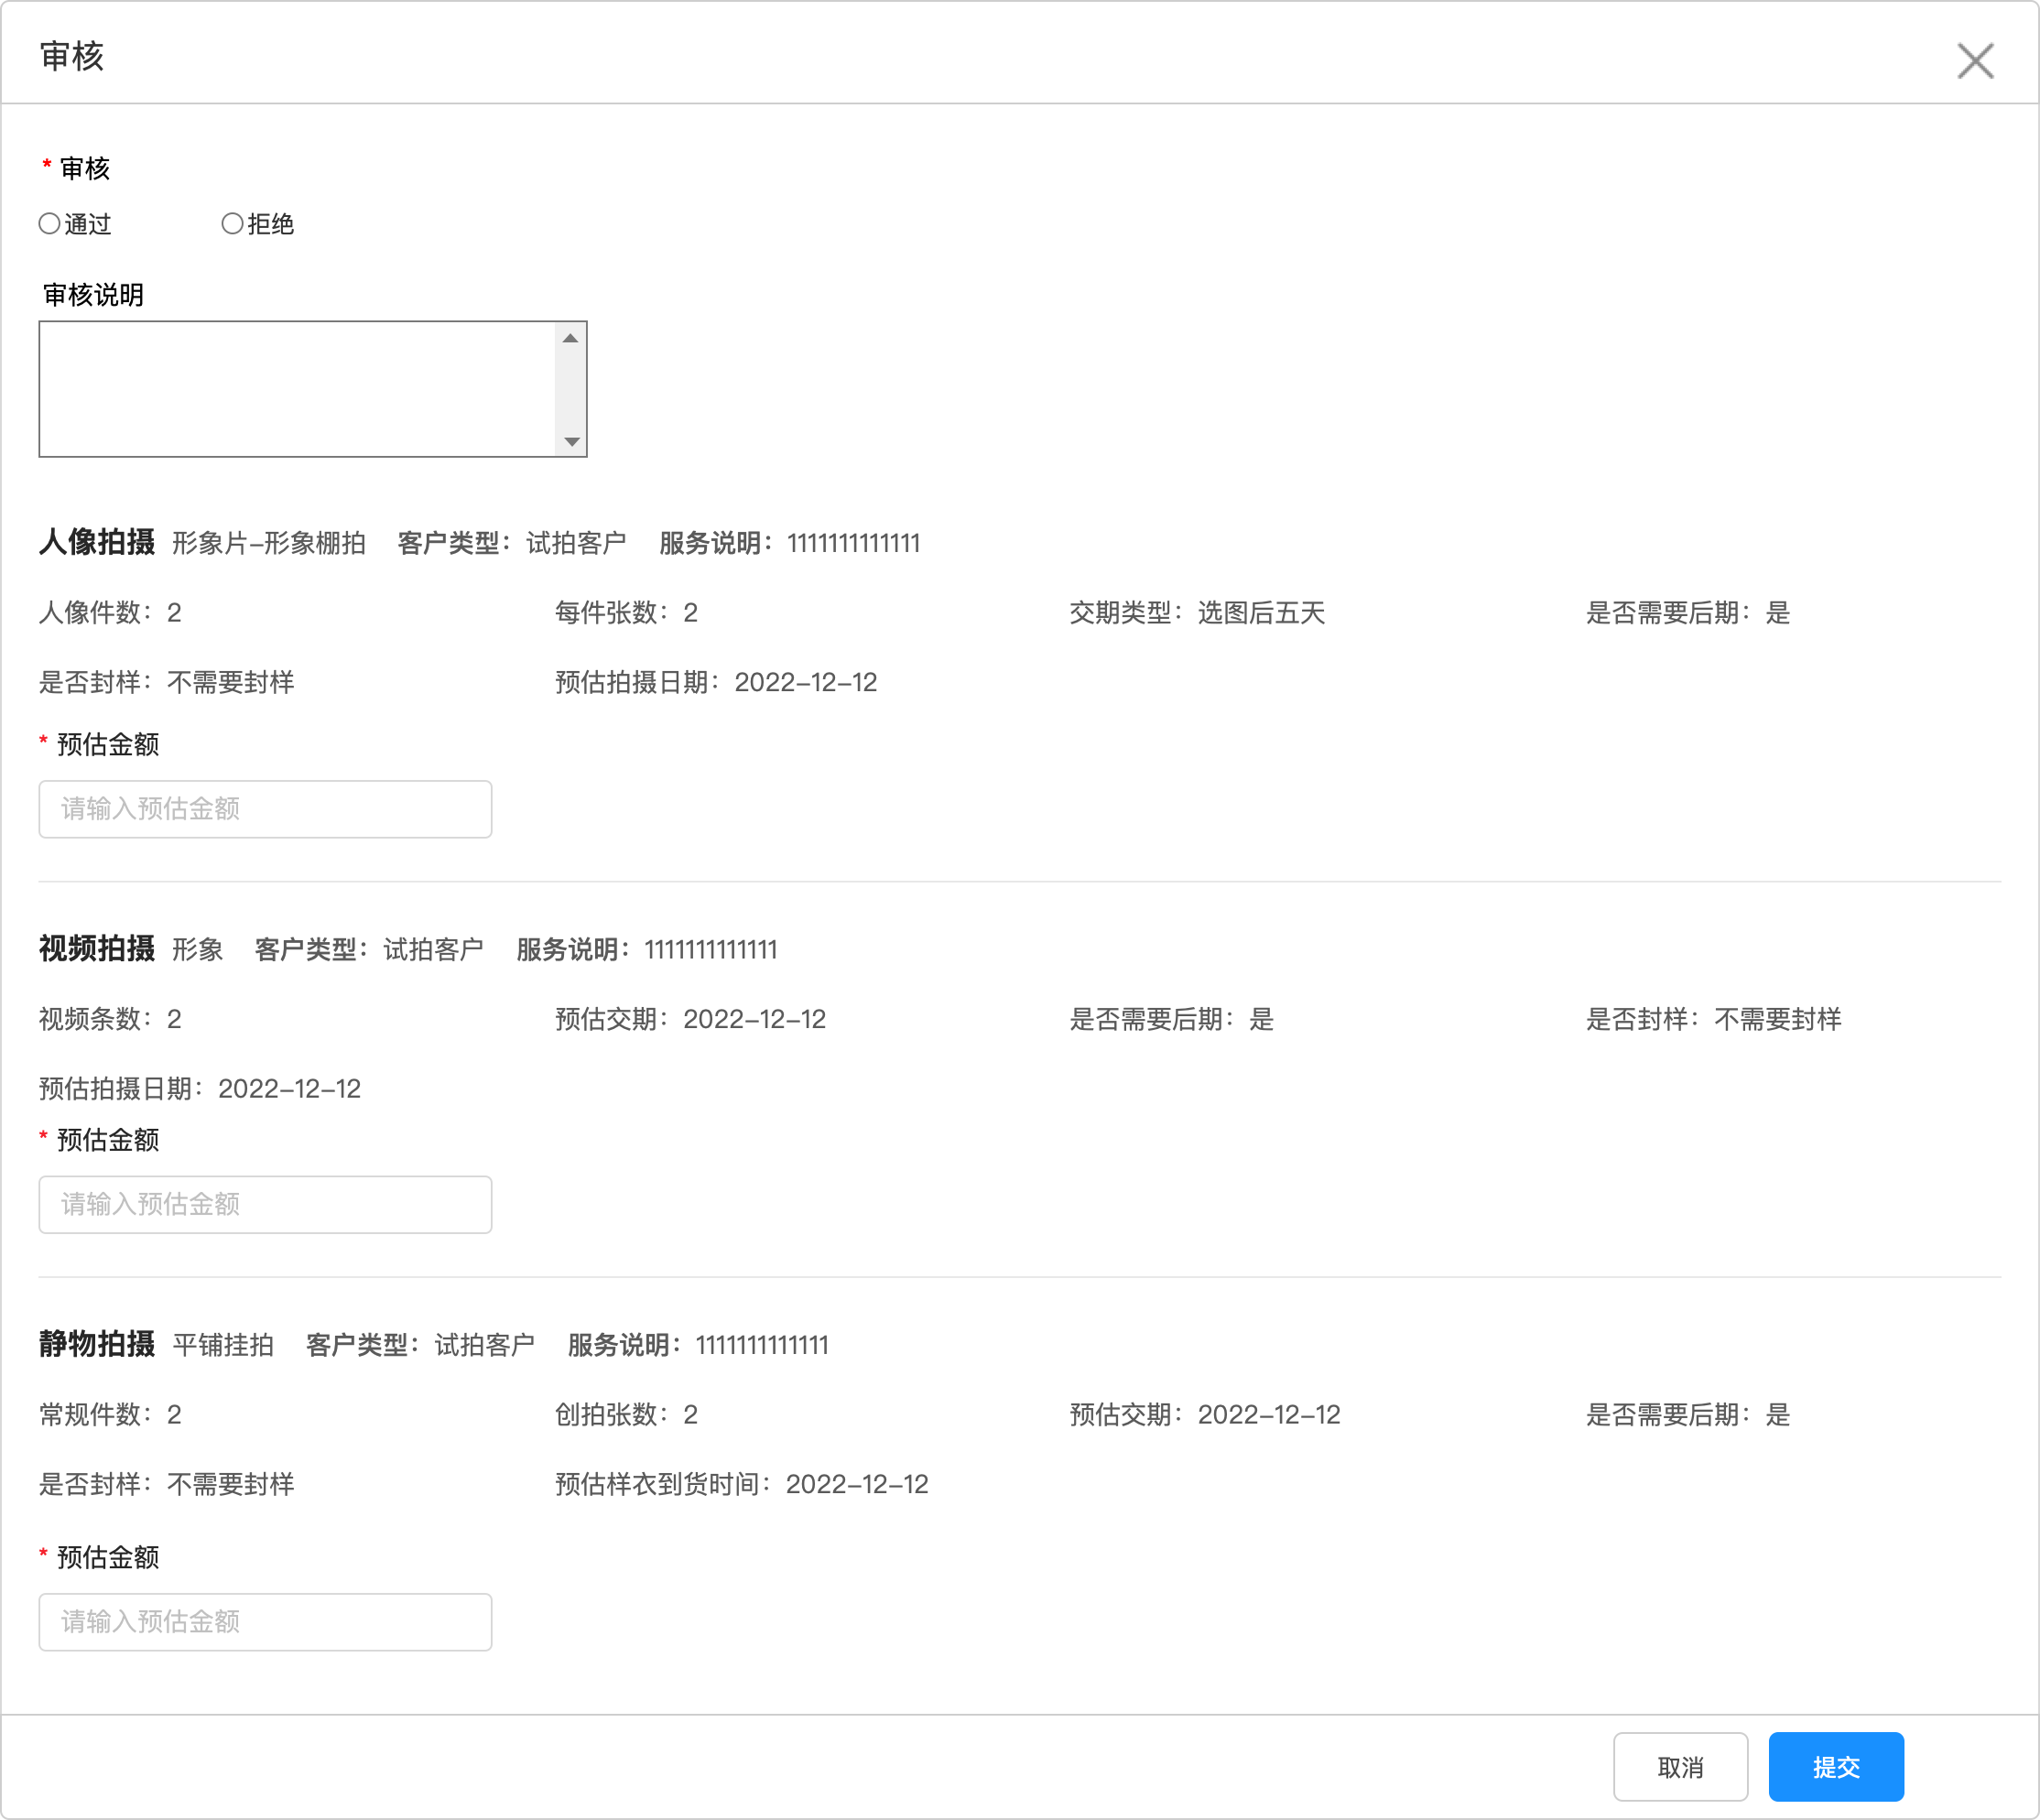 审核
* 审核
通过 拒绝
审核说明
人像拍摄 形象片-形象棚拍 客户类型：试拍客户 服务说明：1111111111111
人像件数：2 每件张数：2 交期类型：选图后五天 是否需要后期：是
是否封样：不需要封样 预估拍摄日期：2022-12-12
* 预估金额
请输入预估金额
视频拍摄 形象 客户类型：试拍客户 服务说明：1111111111111
视频条数：2 预估交期：2022-12-12 是否需要后期：是 是否封样：不需要封样
预估拍摄日期：2022-12-12
* 预估金额
请输入预估金额
静物拍摄 平铺挂拍 客户类型：试拍客户 服务说明：1111111111111
常规件数：2 创拍张数：2 预估交期：2022-12-12 是否需要后期：是
是否封样：不需要封样 预估样衣到货时间：2022-12-12
* 预估金额
请输入预估金额
取消 提交